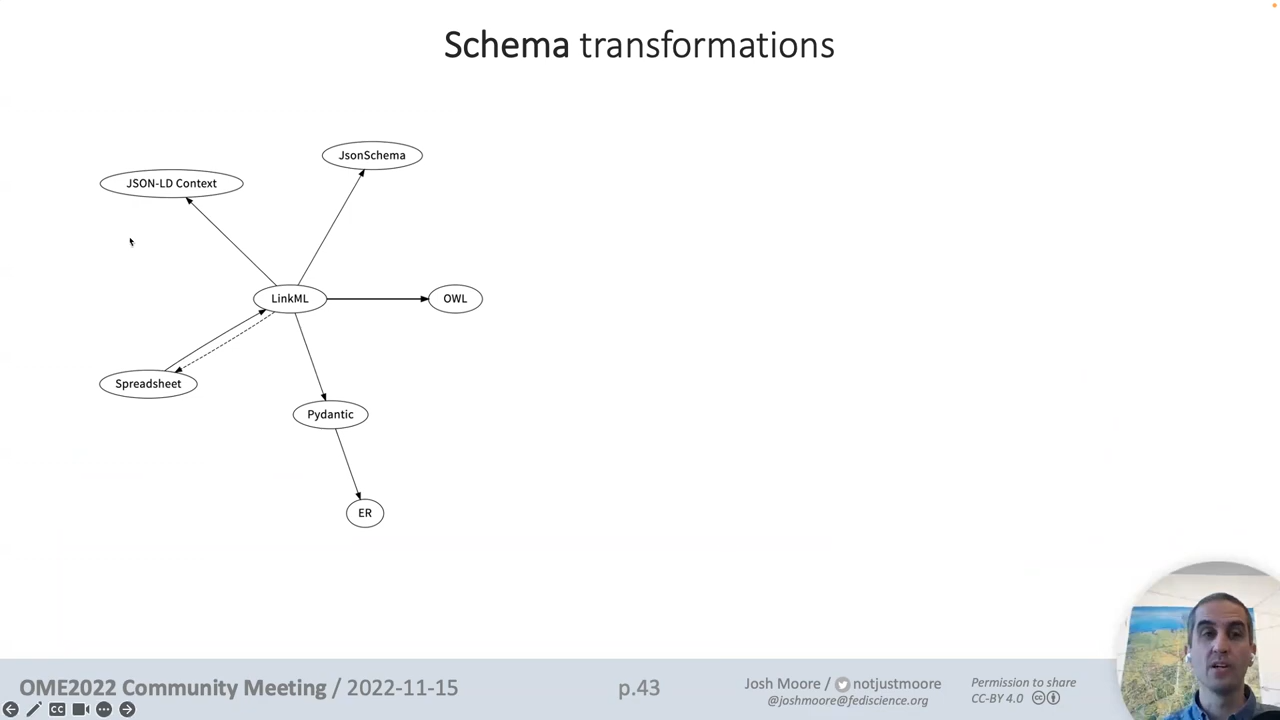 Schema transformations
JsonSchema
JSON-LD Context
LinkML
OWL
Spreadsheet
Pydantic
ER
OME2022 Community Meeting / 2022-11-15
p.43
Josh Moore / notjustmoore
@joshmoore@fediscience.org
Permission to share
CC-BY 4.0
CC